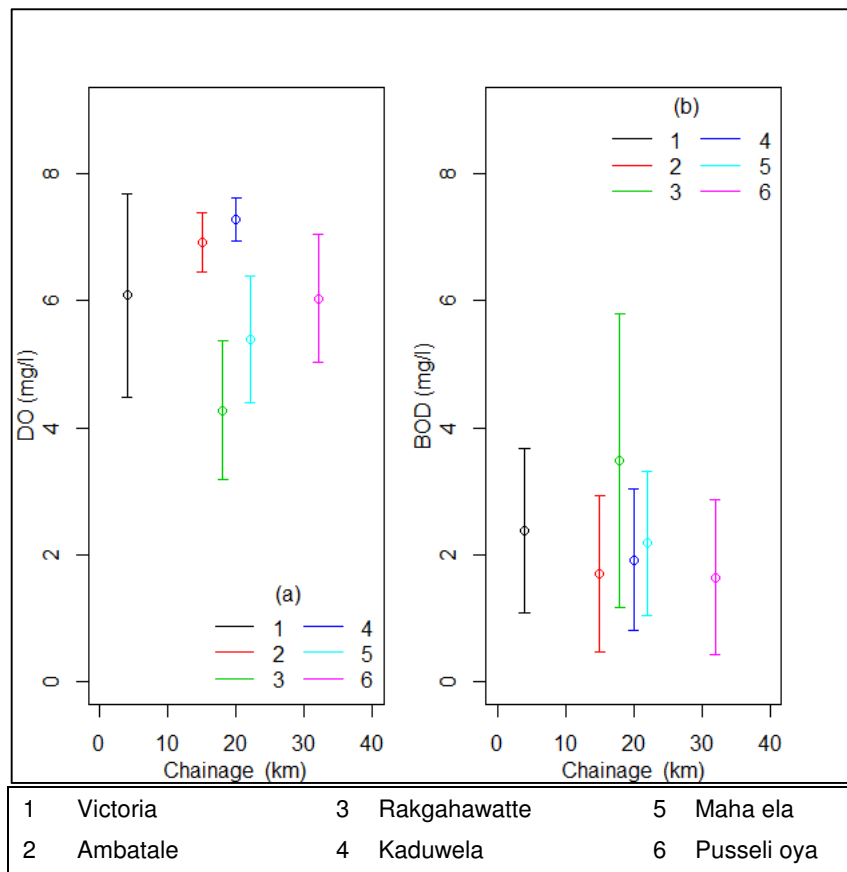 DO (mg/l)
8
6
4
2
0
(a)
1 4
2 5
3 6
0 10 20 30 40
Chainage (km)
BOD (mg/l)
8
6
4
2
0
(b)
1 4
2 5
3 6
0 10 20 30 40
Chainage (km)
1 Victoria 3 Rakgahawatte 5 Maha ela
2 Ambatale 4 Kaduwela 6 Pusseli oya